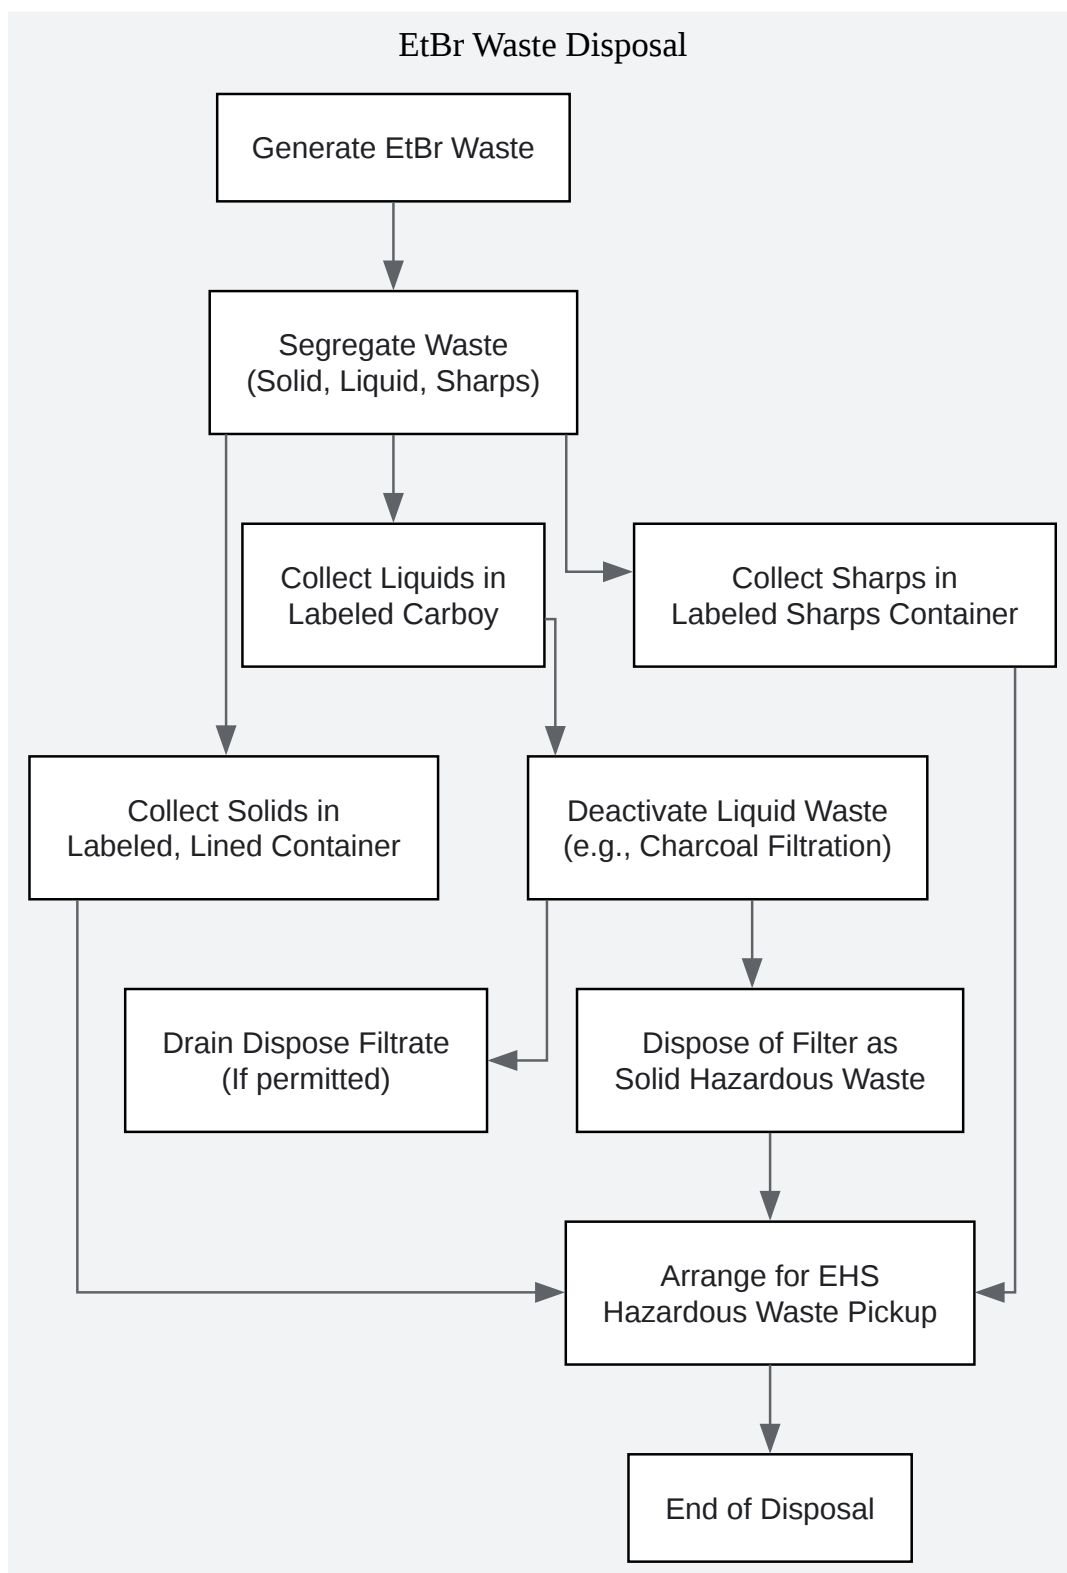 EtBr Waste Disposal
Generate EtBr Waste
Segregate Waste
(Solid, Liquid, Sharps)
Collect Liquids in
Labeled Carboy
Collect Sharps in
Labeled Sharps Container
Collect Solids in
Labeled, Lined Container
Deactivate Liquid Waste
(e.g., Charcoal Filtration)
Drain Dispose Filtrate
(If permitted)
Dispose of Filter as
Solid Hazardous Waste
Arrange for EHS
Hazardous Waste Pickup
End of Disposal